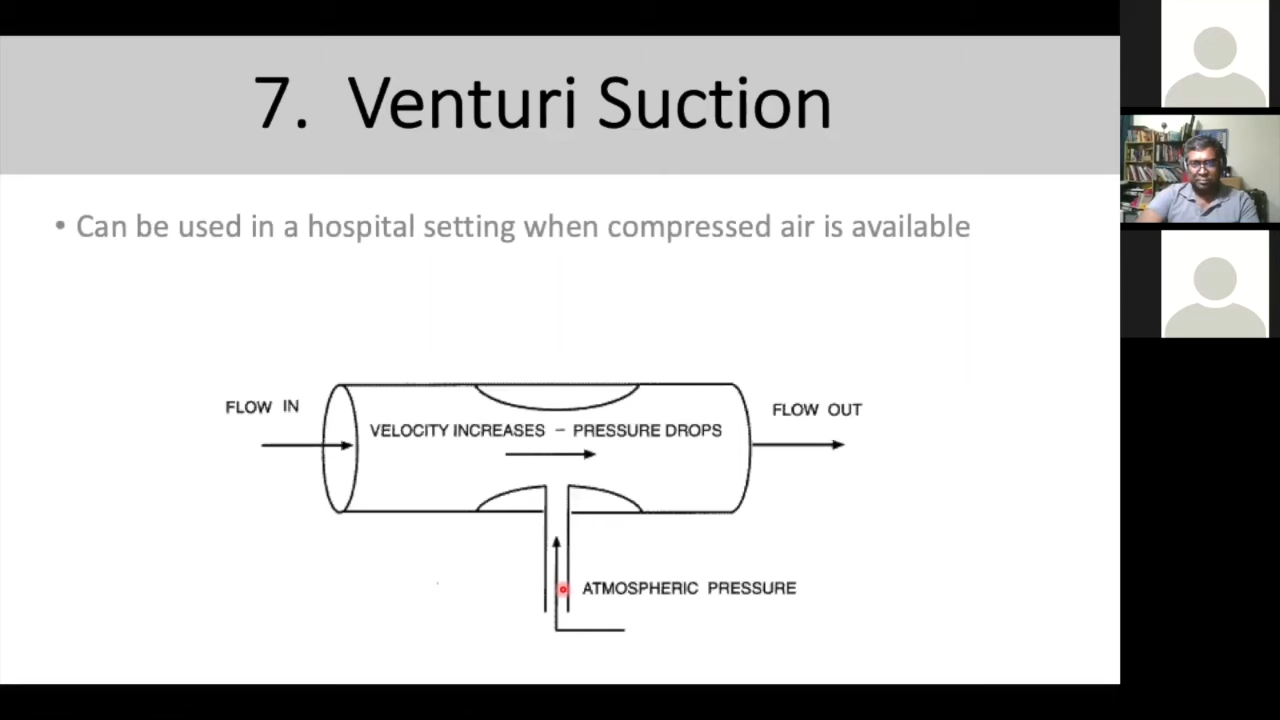 7. Venturi Suction
• Can be used in a hospital setting when compressed air is available
FLOW IN
FLOW OUT
VELOCITY INCREASES – PRESSURE DROPS
ATMOSPHERIC PRESSURE